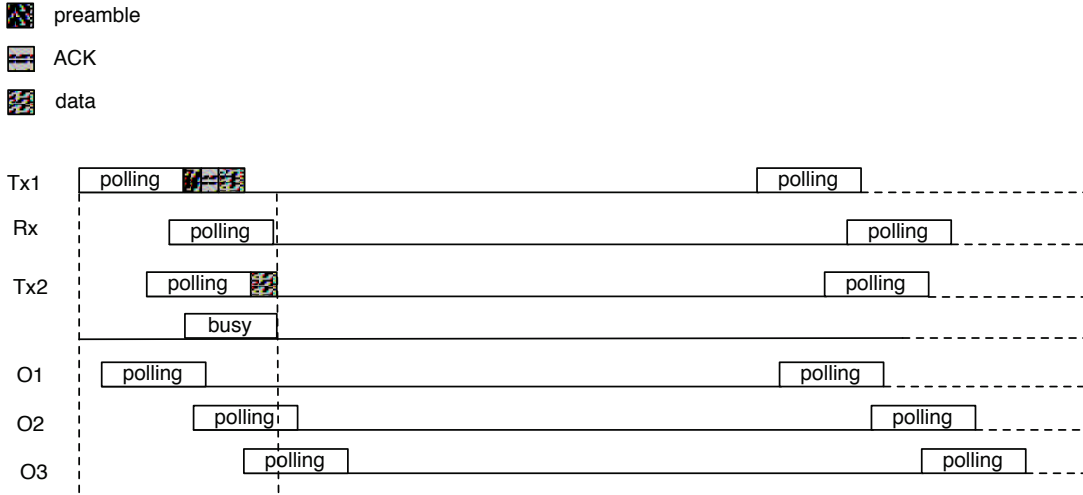 preamble
ACK
data
Tx1 polling polling
Rx polling polling
Tx2 polling polling
busy
O1 polling polling
O2 polling polling
O3 polling polling